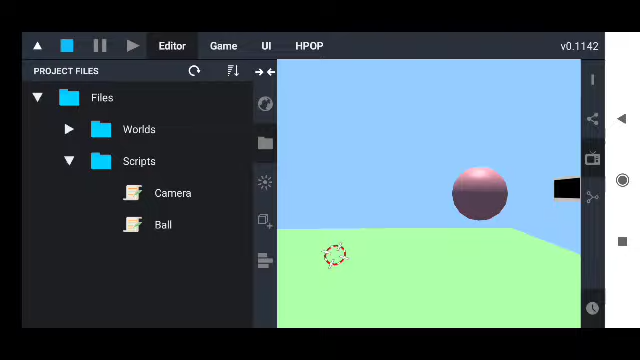 Editor Game UI HPOP v0.1142
PROJECT FILES
Files
Worlds
Scripts
Camera
Ball